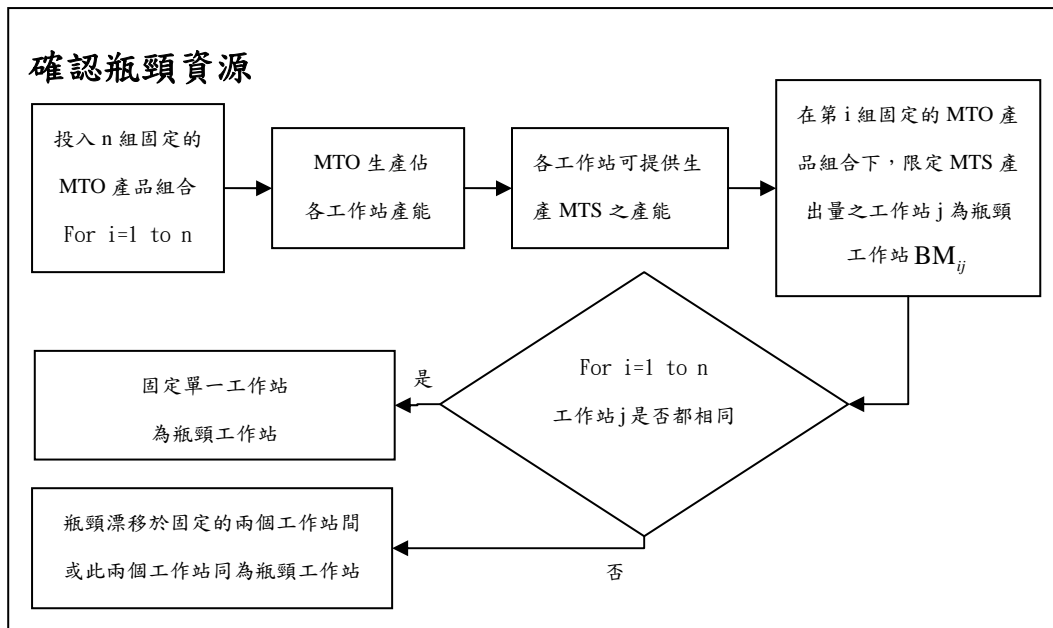 確認瓶頸資源
投入 n 組固定的
MTO 產品組合
For i=1 to n
MTO 生產佔
各工作站產能
各工作站可提供生
產 MTS 之產能
在第 i 組固定的 MTO 產
品組合下，限定 MTS 產
出量之工作站 j 為瓶頸
工作站 BMij
For i=1 to n
工作站 j 是否都相同
是
固定單一工作站
為瓶頸工作站
瓶頸漂移於固定的兩個工作站間
或此兩個工作站同為瓶頸工作站
否